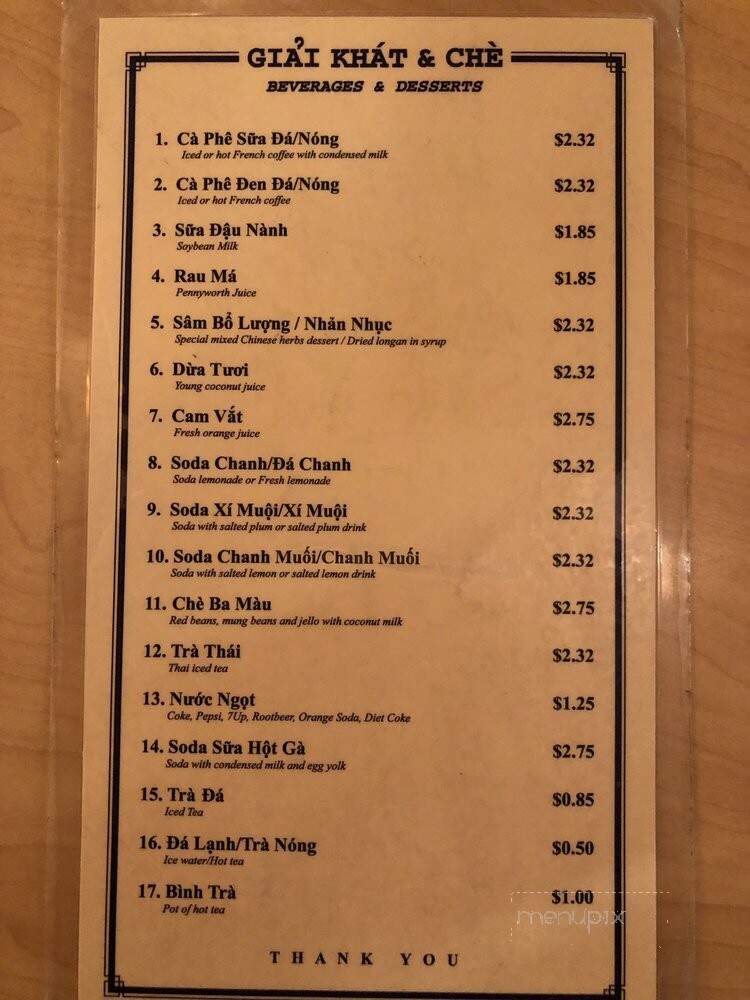 GIẢI KHÁT & CHÈ
BEVERAGES & DESSERTS
1. Cà Phê Sữa Đá/Nóng $2.32
Iced or hot French coffee with condensed milk
2. Cà Phê Đen Đá/Nóng $2.32
Iced or hot French coffee
3. Sữa Đậu Nành $1.85
Soybean Milk
4. Rau Má $1.85
Pennyworth Juice
5. Sâm Bổ Lượng / Nhản Nhục $2.32
Special mixed Chinese herbs dessert / Dried longan in syrup
6. Dừa Tươi $2.32
Young coconut juice
7. Cam Vắt $2.75
Fresh orange juice
8. Soda Chanh/Đá Chanh $2.32
Soda lemonade or Fresh lemonade
9. Soda Xí Muội/Xí Muội $2.32
Soda with salted plum or salted plum drink
10. Soda Chanh Muối/Chanh Muối $2.32
Soda with salted lemon or salted lemon drink
11. Chè Ba Màu $2.75
Red beans, mung beans and jello with coconut milk
12. Trà Thái $2.32
Thai iced tea
13. Nước Ngọt $1.25
Coke, Pepsi, 7Up, Rootbeer, Orange Soda, Diet Coke
14. Soda Sữa Hột Gà $2.75
Soda with condensed milk and egg yolk
15. Trà Đá $0.85
Iced Tea
16. Đá Lạnh/Trà Nóng $0.50
Ice water/Hot tea
17. Bình Trà $1.00
Pot of hot tea
menupix
THANK YOU